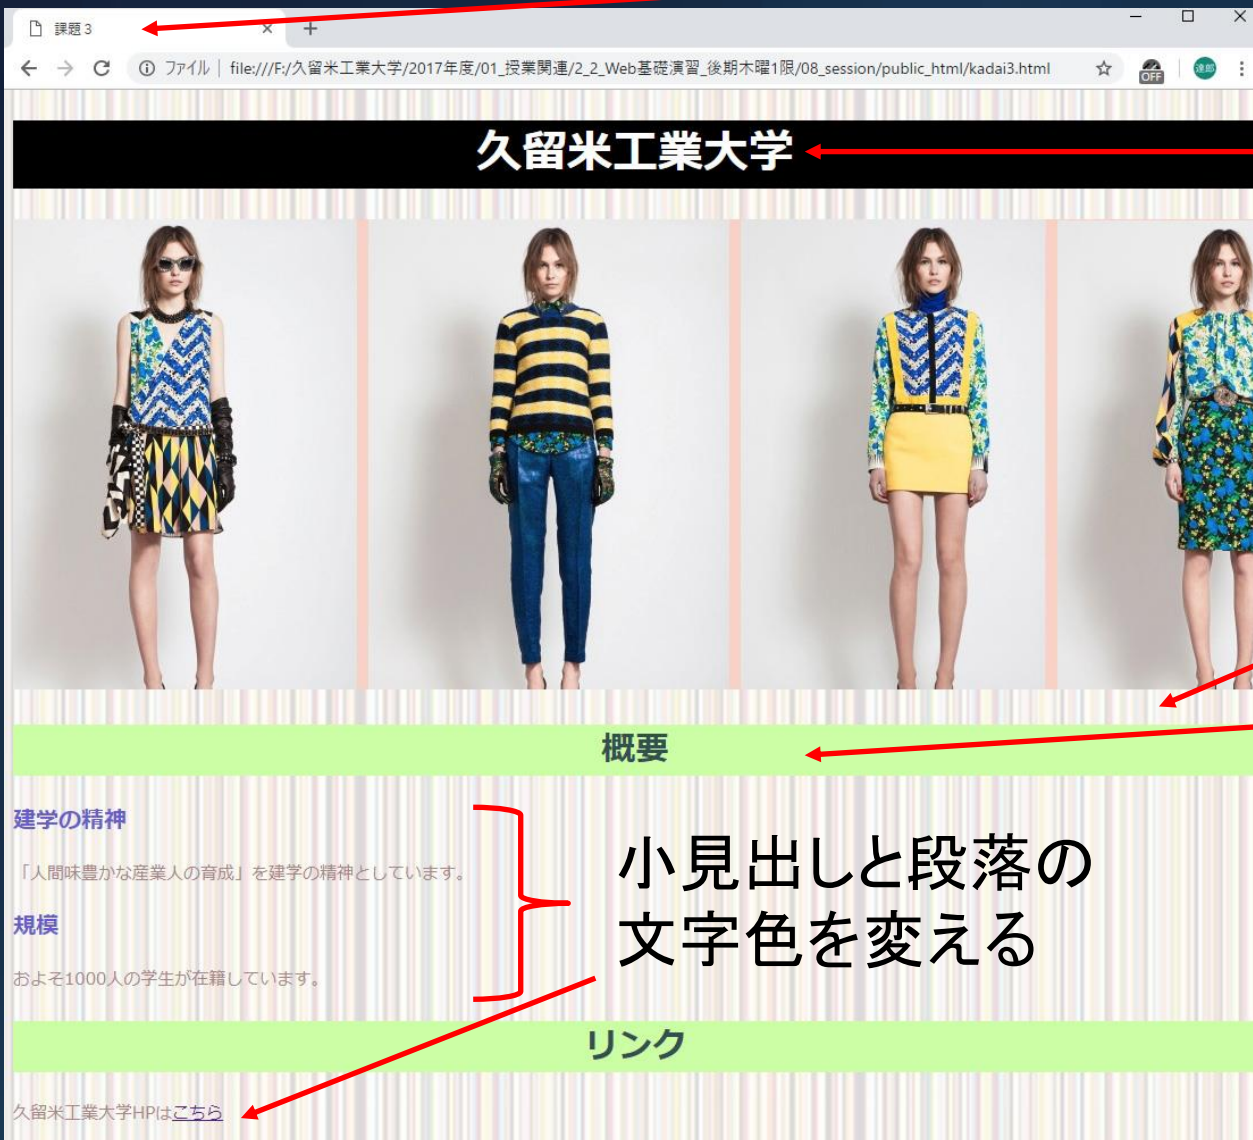 課題３
ファイル | file:///F:/久留米工業大学/2017年度/01_授業関連/2_2_Web基礎演習_後期木曜1限/08_session/public_html/kadai3.html
OFF
達郎
久留米工業大学
概要
建学の精神
「人間味豊かな産業人の育成」を建学の精神としています。
小見出しと段落の
文字色を変える
規模
およそ1000人の学生が在籍しています。
リンク
久留米工業大学HPはこちら